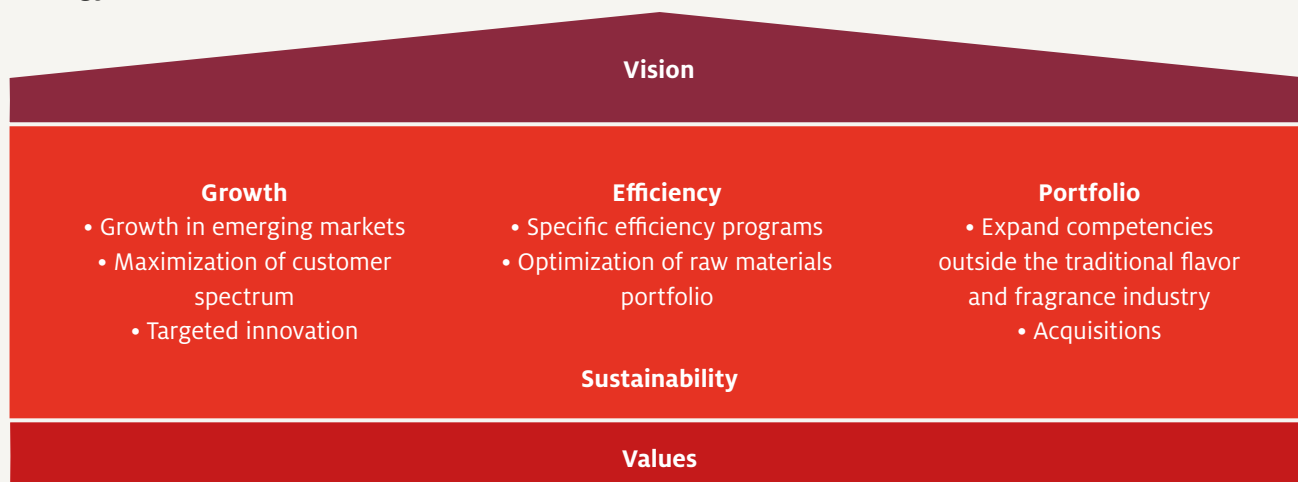 Vision
Growth
• Growth in emerging markets
• Maximization of customer
spectrum
• Targeted innovation
Efficiency
• Specific efficiency programs
• Optimization of raw materials
portfolio
Portfolio
• Expand competencies
outside the traditional flavor
and fragrance industry
• Acquisitions
Sustainability
Values